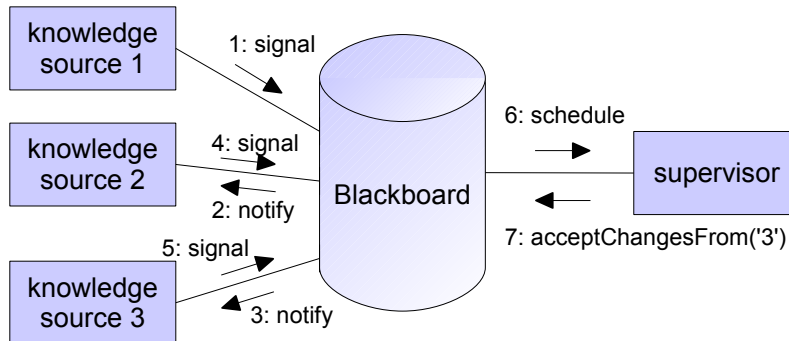 knowledge
source 1
1: signal
6: schedule
knowledge
source 2
4: signal
2: notify
Blackboard
supervisor
7: acceptChangesFrom('3')
5: signal
knowledge
source 3
3: notify